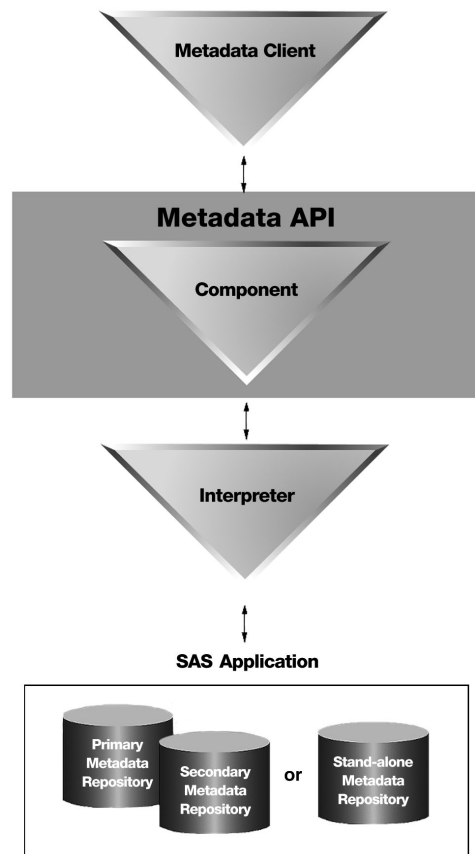 Metadata Client
Metadata API
Component
Interpreter
SAS Application
Primary
Metadata
Repository
Secondary
Metadata
Repository
or
Stand-alone
Metadata
Repository